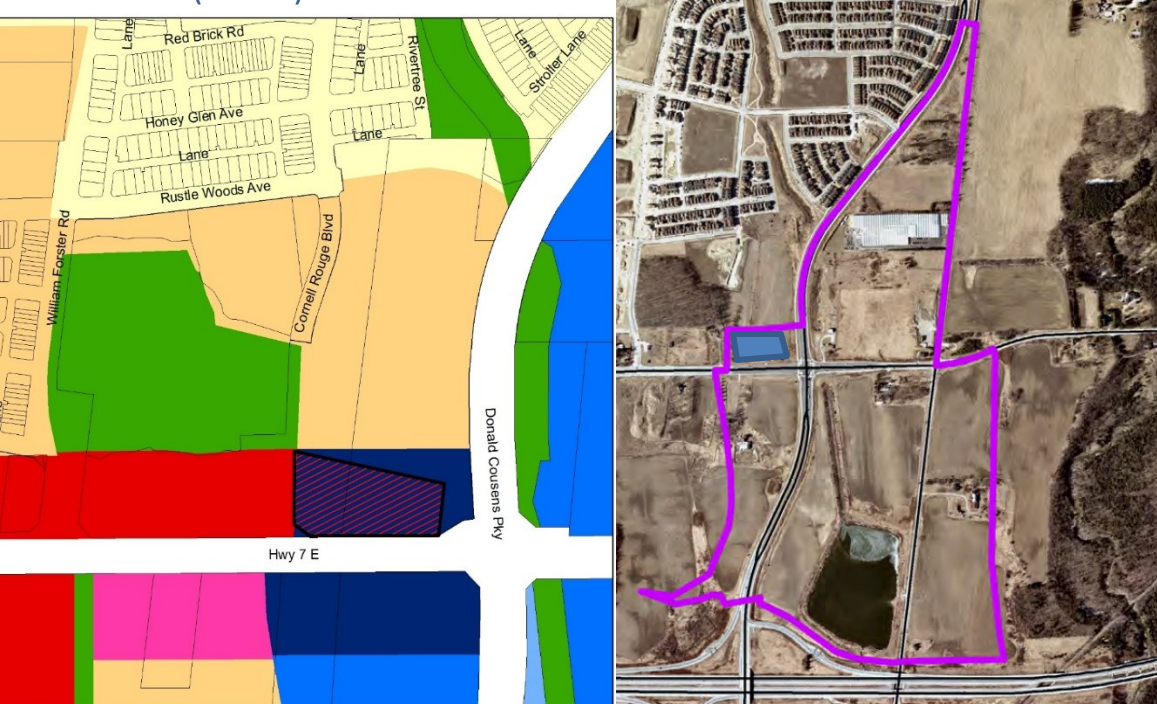 Lane
Red Brick Rd
Lane
Rivertree St
Lane
Stroller Lane
Honey Glen Ave
Lane
Lane
Rustle Woods Ave
William Forster Rd
Cornell Rouge Blvd
Donald Cousens Pky
Hwy 7 E